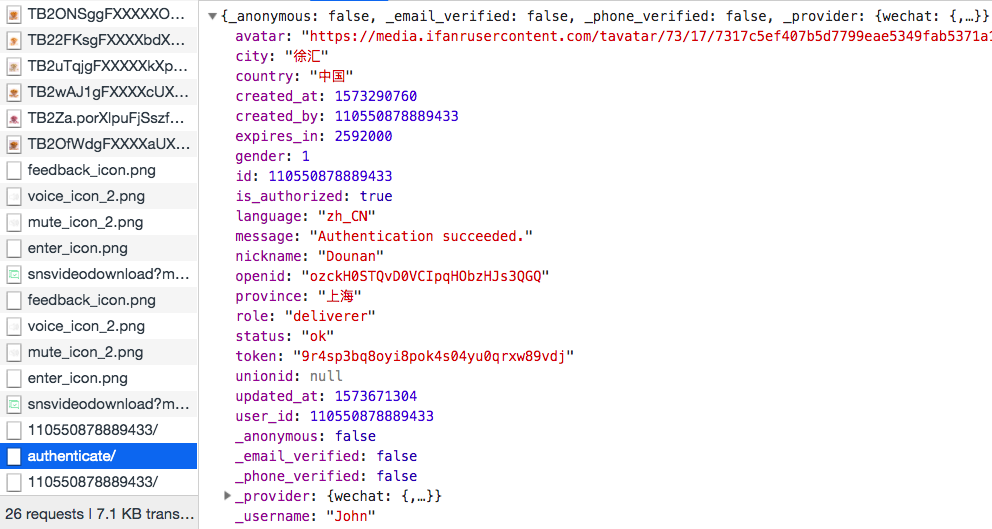 TB2ONSggFXXXXXO...
TB22FKsgFXXXXbdX...
TB2uTqjgFXXXXkXp...
TB2wAJ1gFXXXXcUX...
TB2Za.porXlpuFjSszf...
TB2OfWdgFXXXXaUX...
feedback_icon.png
voice_icon_2.png
mute_icon_2.png
enter_icon.png
snsvideodownload?m...
feedback_icon.png
voice_icon_2.png
mute_icon_2.png
enter_icon.png
snsvideodownload?m...
110550878889433/
authenticate/
110550878889433/
26 requests | 7.1 KB trans...
{_anonymous: false, _email_verified: false, _phone_verified: false, _provider: {wechat: {,…}}
avatar: "https://media.ifanrusercontent.com/tavatar/73/17/7317c5ef407b5d7799eae5349fab5371a1
city: "徐汇"
country: "中国"
created_at: 1573290760
created_by: 110550878889433
expires_in: 2592000
gender: 1
id: 110550878889433
is_authorized: true
language: "zh_CN"
message: "Authentication succeeded."
nickname: "Dounan"
openid: "ozckH0STQvD0VCIpqHObzHJs3QGQ"
province: "上海"
role: "deliverer"
status: "ok"
token: "9r4sp3bq8oyi8pok4s04yu0qrxw89vdj"
unionid: null
updated_at: 1573671304
user_id: 110550878889433
_anonymous: false
_email_verified: false
_phone_verified: false
_provider: {wechat: {,…}}
_username: "John"